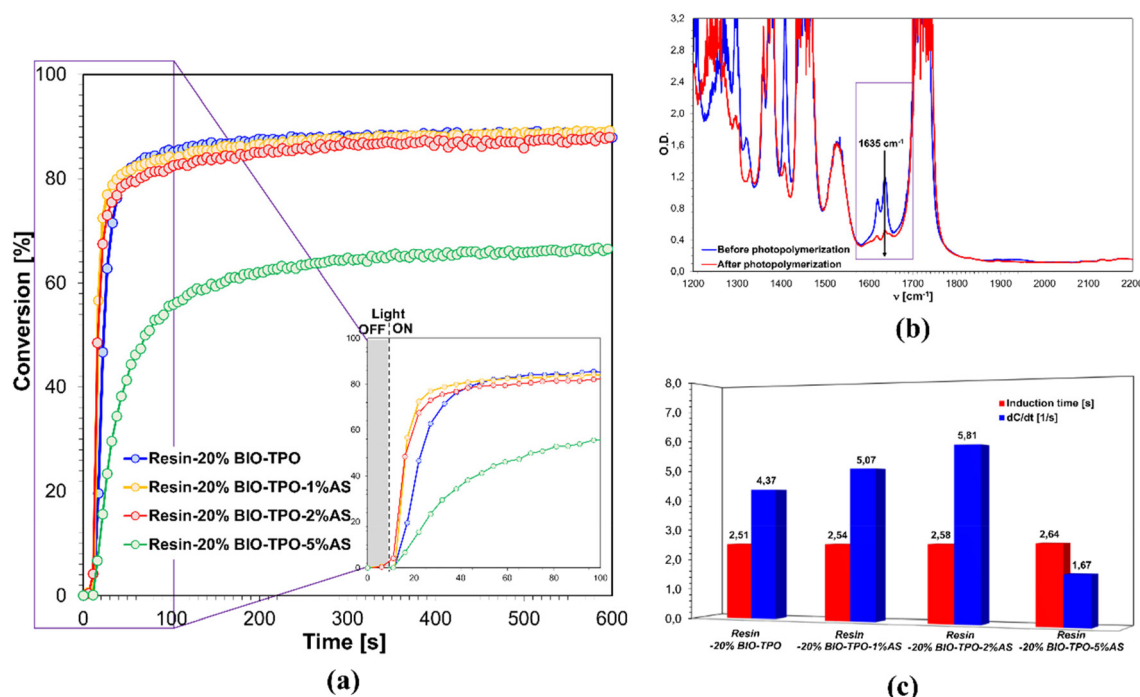 100
80
60
40
20
0
Conversion [%]
0
100
200
300
400
500
600
Time [s]
Resin-20% BIO-TPO
Resin-20% BIO-TPO-1%AS
Resin-20% BIO-TPO-2%AS
Resin-20% BIO-TPO-5%AS
Light
OFF ON
100
80
60
40
20
0
0
20
40
60
80
100
(a)
3,2
2,8
2,4
2,0
1,6
1,2
0,8
0,4
0,0
O.D.
1635 cm-1
Before photopolymerization
After photopolymerization
1200 1300 1400 1500 1600 1700 1800 1900 2000 2100 2200
ν [cm-1]
(b)
8,0
7,0
6,0
5,0
4,0
3,0
2,0
1,0
0,0
Induction time [s]
dC/dt [1/s]
2,51
4,37
2,54
5,07
2,58
5,81
2,64
1,67
Resin
-20% BIO-TPO
Resin
-20% BIO-TPO-1%AS
Resin
-20% BIO-TPO-2%AS
Resin
-20% BIO-TPO-5%AS
(c)